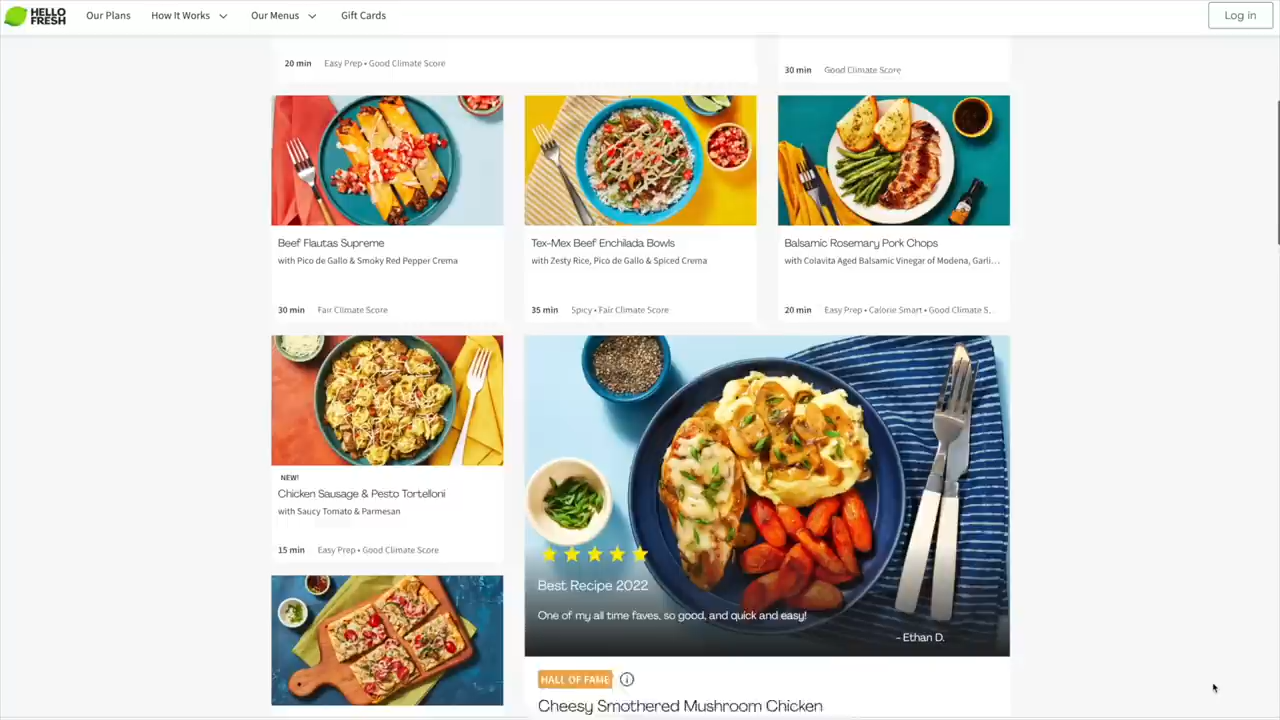 HELLO
FRESH
Our Plans
How It Works
Our Menus
Gift Cards
Log in
20 min Easy Prep • Good Climate Score
30 min Good Climate Score
Beef Flautas Supreme
with Pico de Gallo & Smoky Red Pepper Crema
30 min Fair Climate Score
Tex-Mex Beef Enchilada Bowls
with Zesty Rice, Pico de Gallo & Spiced Crema
35 min Spicy • Fair Climate Score
Balsamic Rosemary Pork Chops
with Colavita Aged Balsamic Vinegar of Modena, Garli...
20 min Easy Prep • Calorie Smart • Good Climate S...
NEW!
Chicken Sausage & Pesto Tortelloni
with Saucy Tomato & Parmesan
15 min Easy Prep • Good Climate Score
Best Recipe 2022
One of my all time faves, so good, and quick and easy!
- Ethan D.
HALL OF FAME
Cheesy Smothered Mushroom Chicken